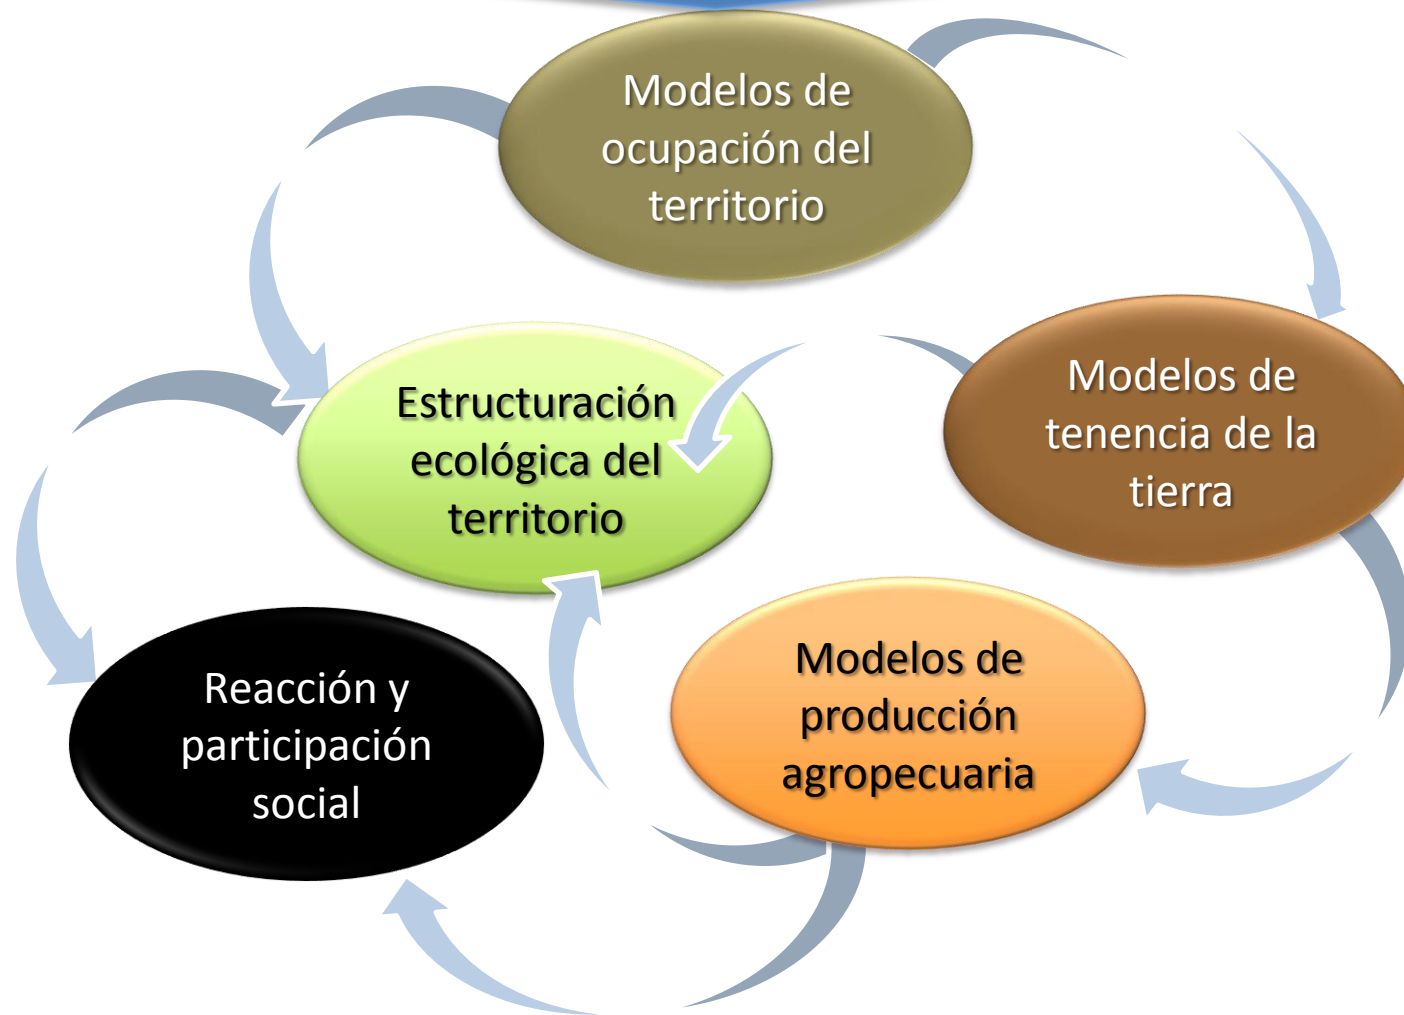 Modelos de
ocupación del
territorio
Estructuración
ecológica del
territorio
Modelos de
tenencia de la
tierra
Reacción y
participación
social
Modelos de
producción
agropecuaria